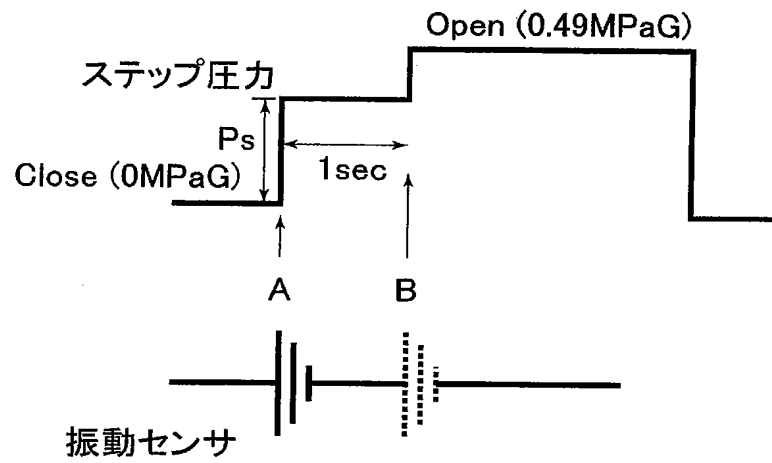 Open (0.49MPaG)
ステップ圧力
Ps
1sec
Close (0MPaG)
A
B
振動センサ